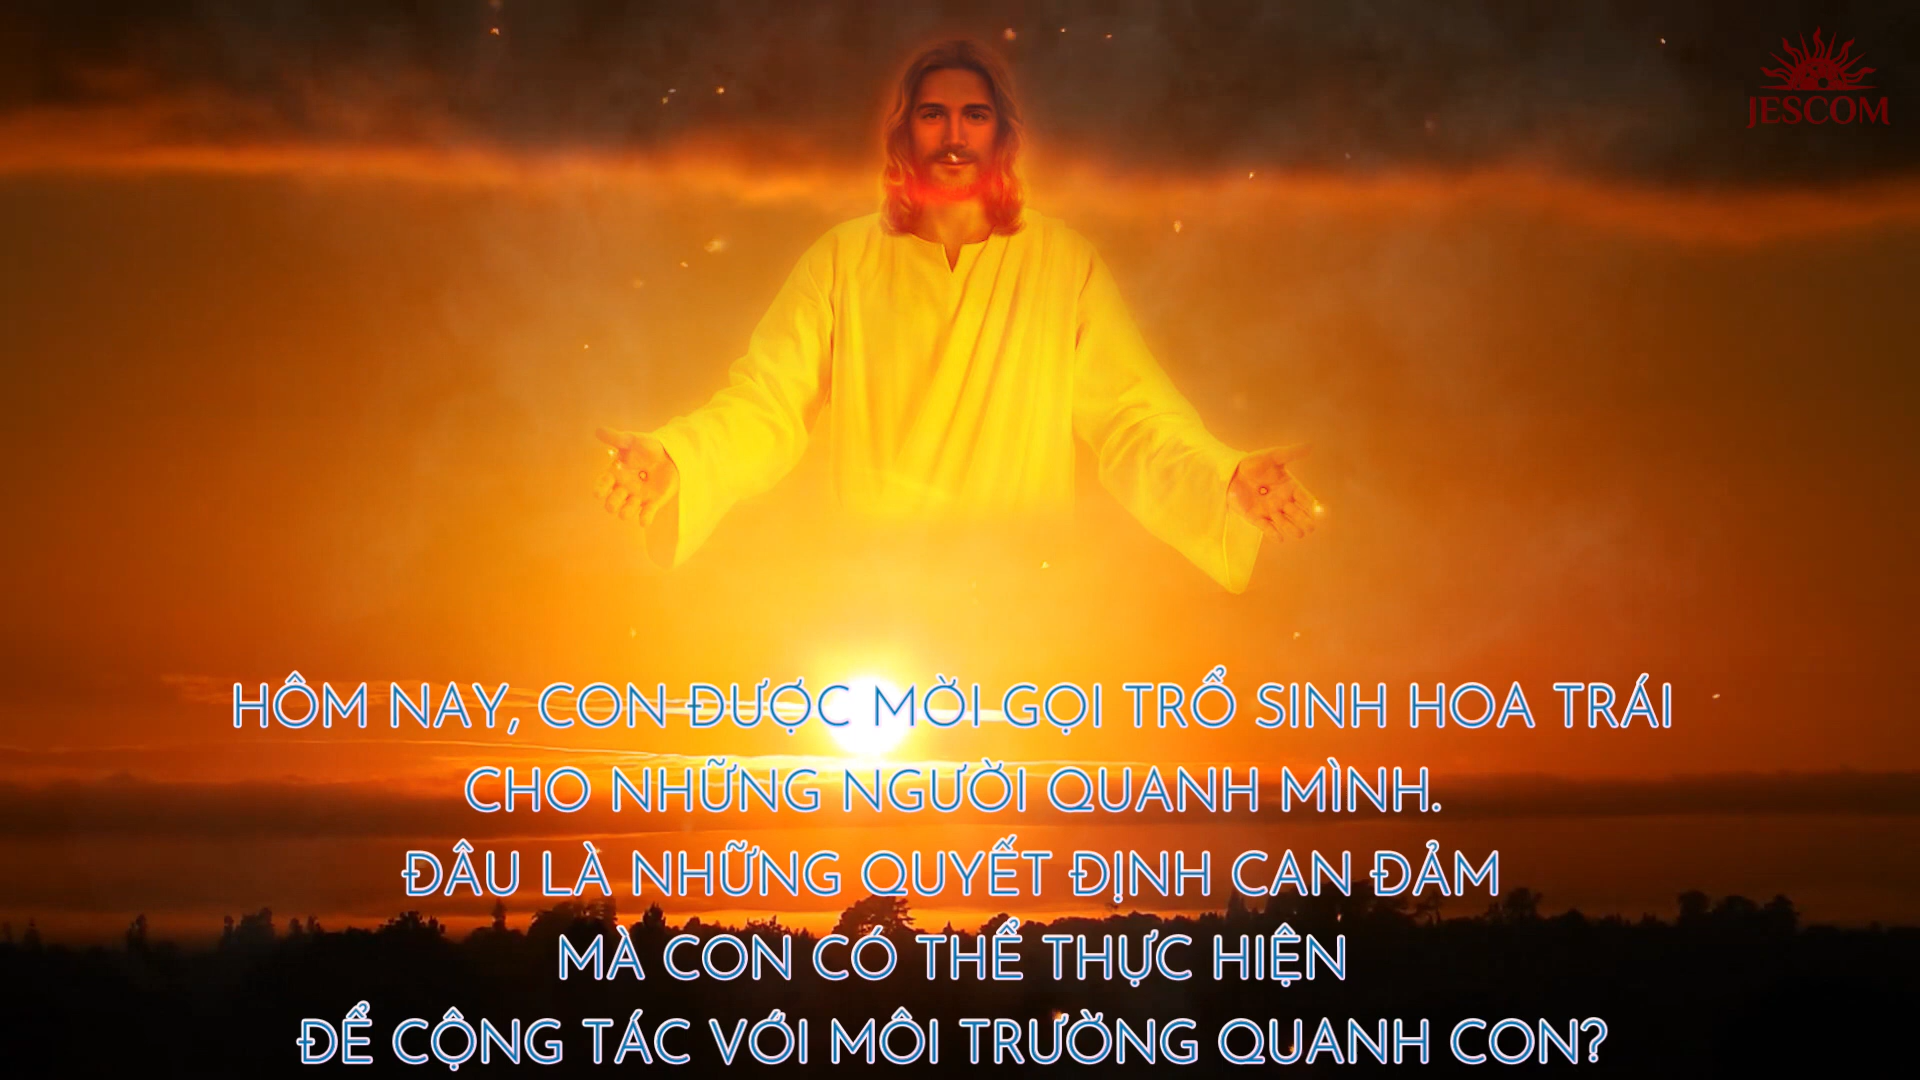 JESCOM
HÔM NAY, CON ĐƯỢC MỜI GỌI TRỔ SINH HOA TRÁI
CHO NHỮNG NGƯỜI QUANH MÌNH.
ĐÂU LÀ NHỮNG QUYẾT ĐỊNH CAN ĐẢM
MÀ CON CÓ THỂ THỰC HIỆN
ĐỂ CỘNG TÁC VỚI MÔI TRƯỜNG QUANH CON?